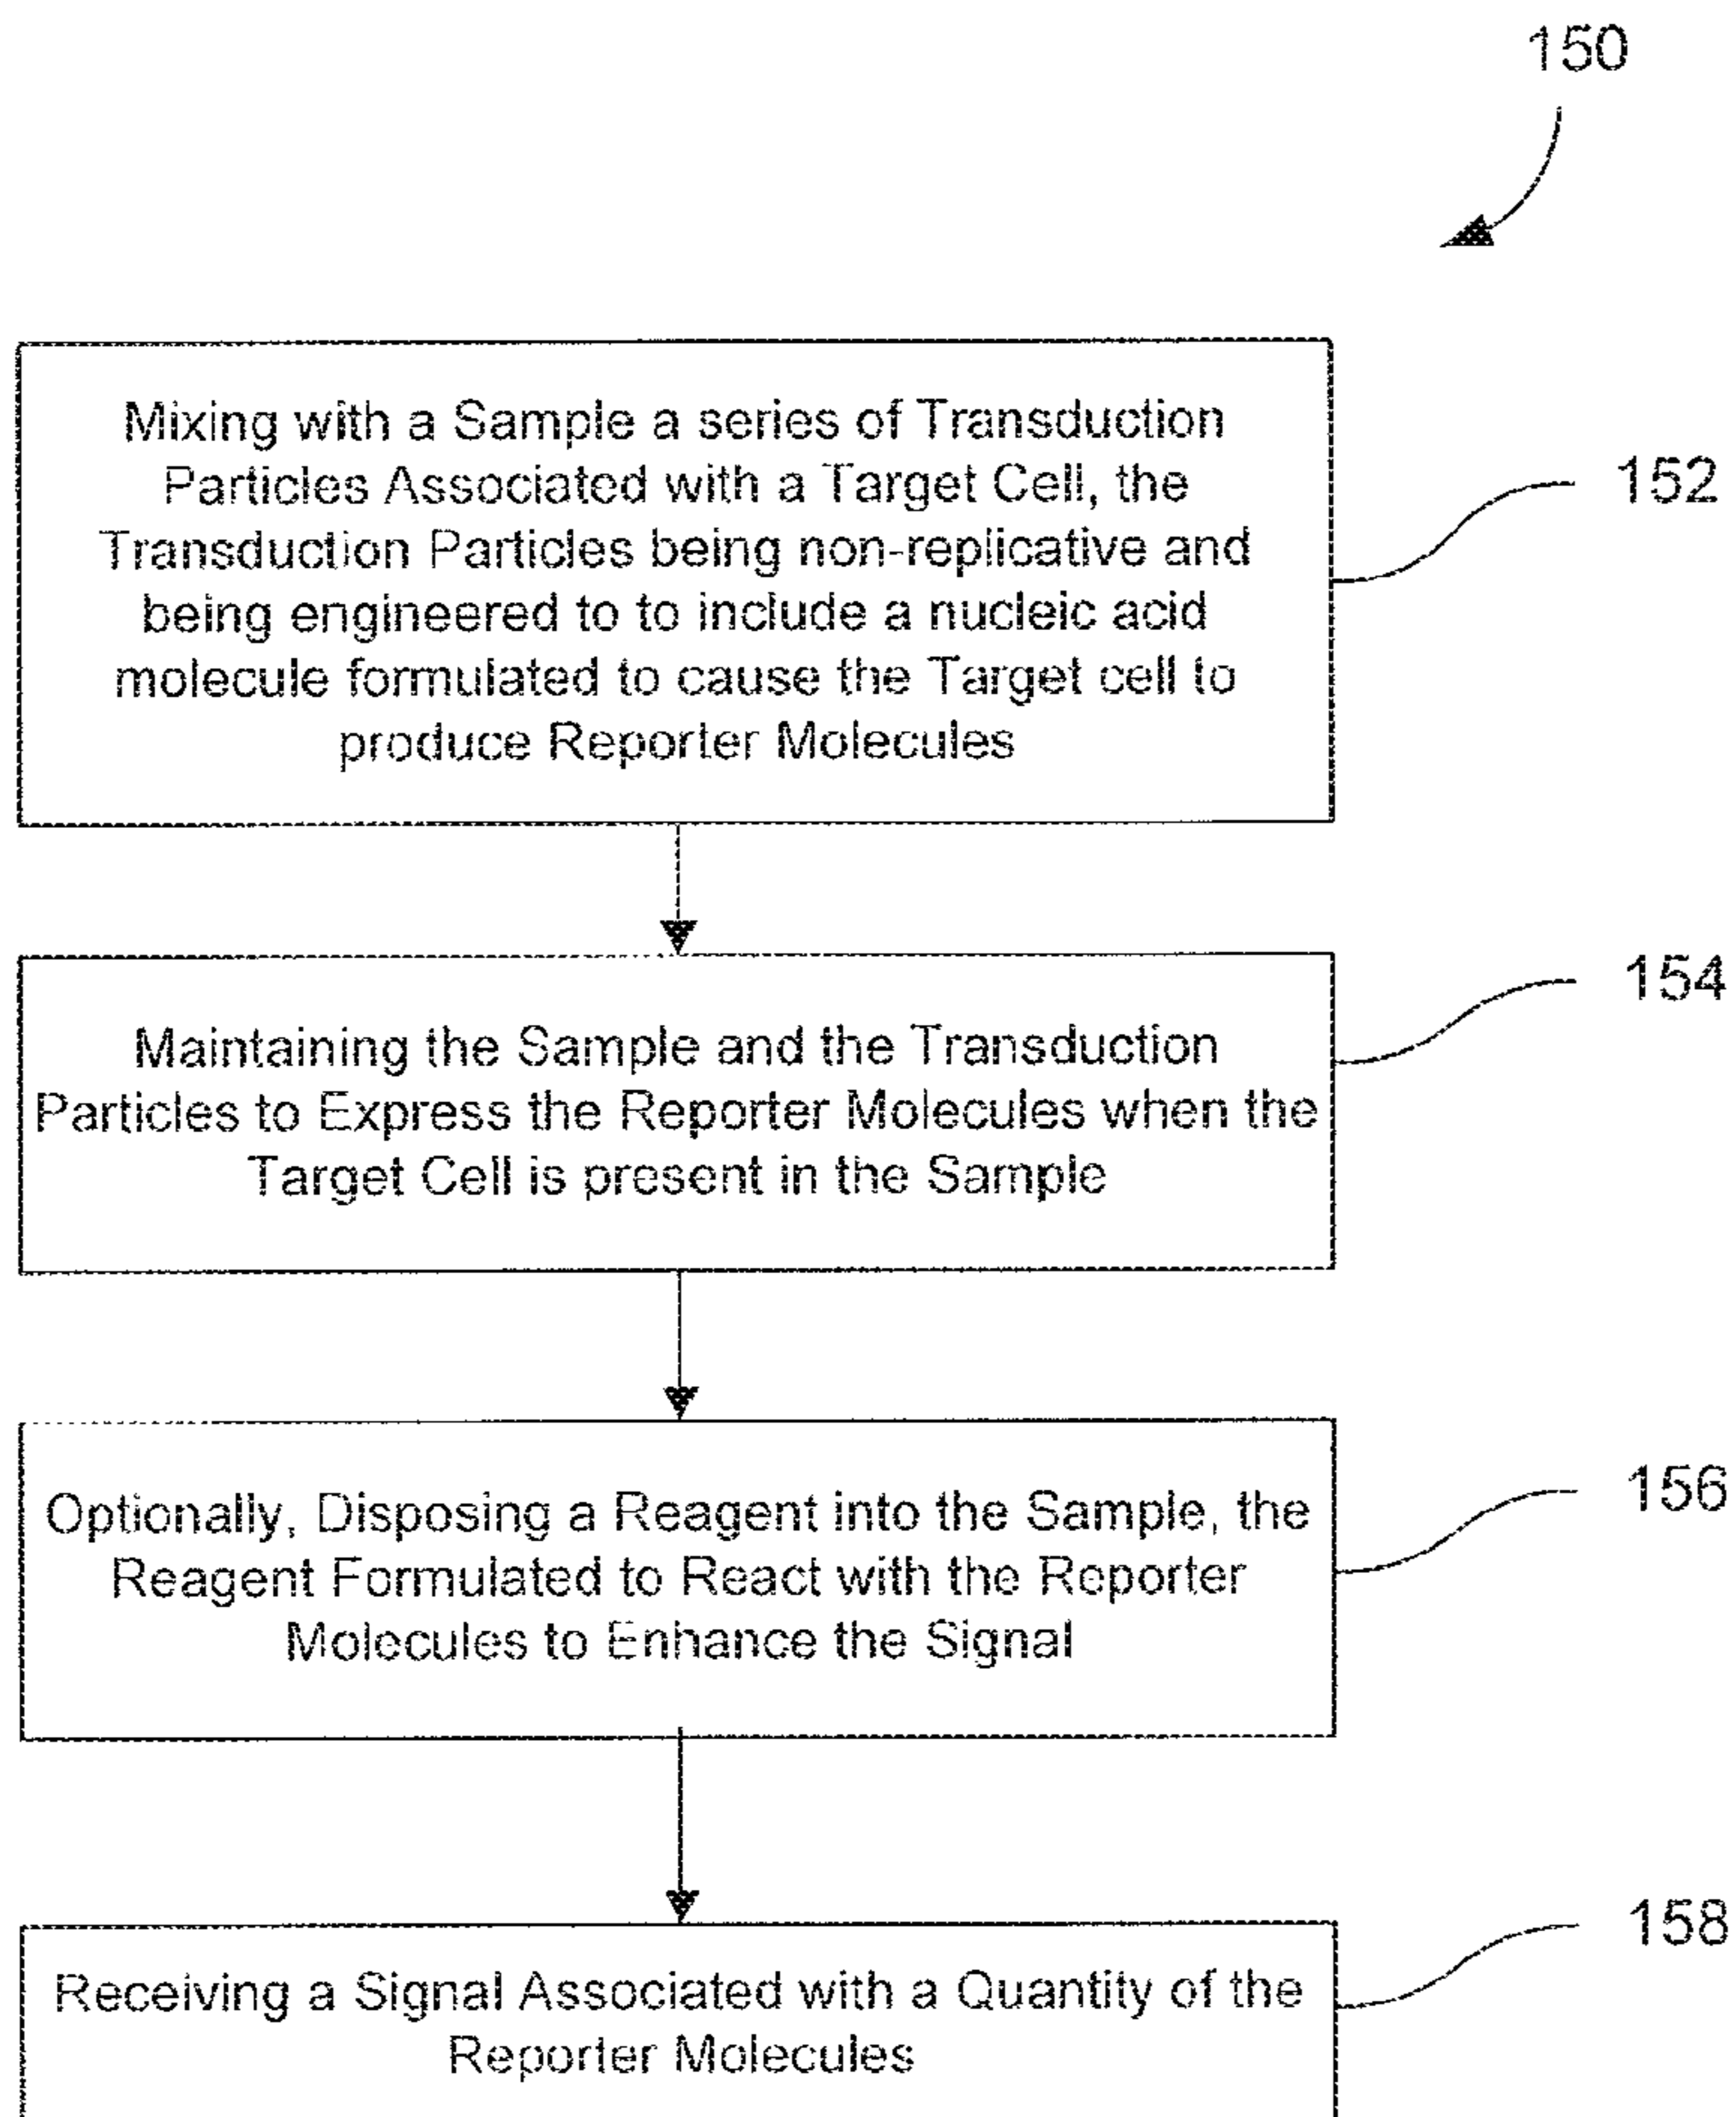 150
Mixing with a Sample a series of Transduction
Particles Associated with a Target Cell, the
Transduction Particles being non-replicative and
being engineered to to include a nucleic acid
molecule formulated to cause the Target cell to
produce Reporter Molecules
152
Maintaining the Sample and the Transduction
Particles to Express the Reporter Molecules when the
Target Cell is present in the Sample
154
Optionally, Disposing a Reagent into the Sample, the
Reagent Formulated to React with the Reporter
Molecules to Enhance the Signal
156
Receiving a Signal Associated with a Quantity of the
Reporter Molecules
158